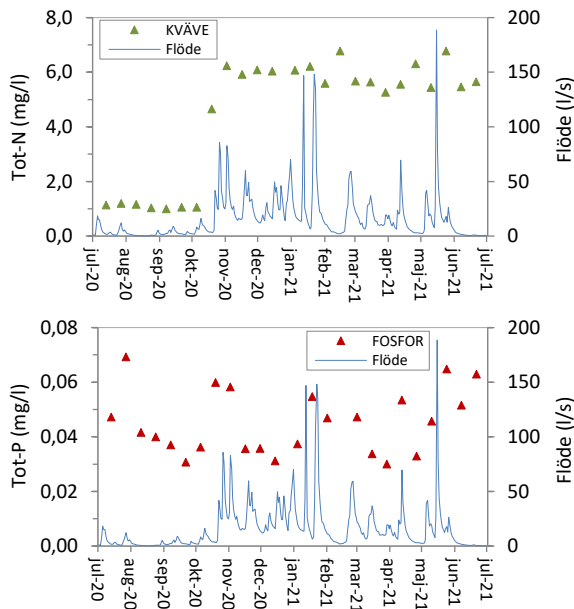 8,0
6,0
4,0
2,0
0,0
Tot-N (mg/l)
KVÄVE
Flöde
200
150
100
50
0
Flöde (l/s)
jul-20
aug-20
sep-20
okt-20
nov-20
dec-20
jan-21
feb-21
mar-21
apr-21
maj-21
jun-21
jul-21
0,08
0,06
0,04
0,02
0,00
Tot-P (mg/l)
FOSFOR
Flöde
200
150
100
50
0
Flöde (l/s)
jul-20
aug-20
sep-20
okt-20
nov-20
dec-20
jan-21
feb-21
mar-21
apr-21
maj-21
jun-21
jul-21